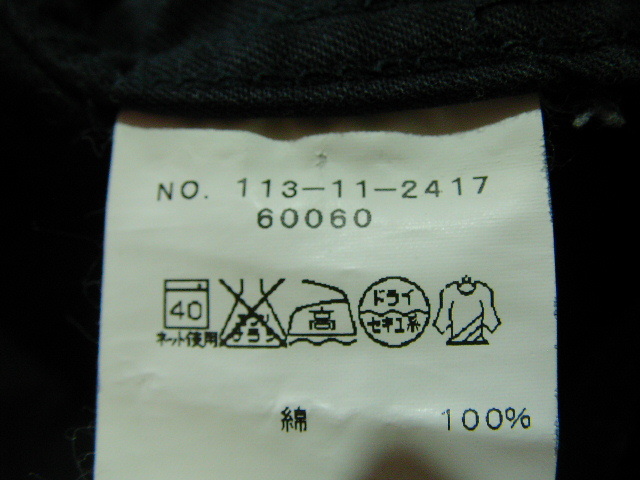 NO. 113-11-2417
60060
40 高 ドライ
ネット使用 エンソ サラシ セキユ系
綿 100%